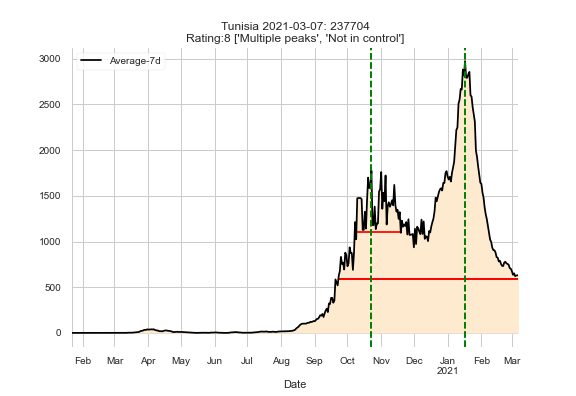 Tunisia 2021-03-07: 237704
Rating:8 ['Multiple peaks', 'Not in control']
Average-7d
3000
2500
2000
1500
1000
500
0
Feb Mar Apr May Jun Jul Aug Sep Oct Nov Dec Jan Feb Mar
2021
Date